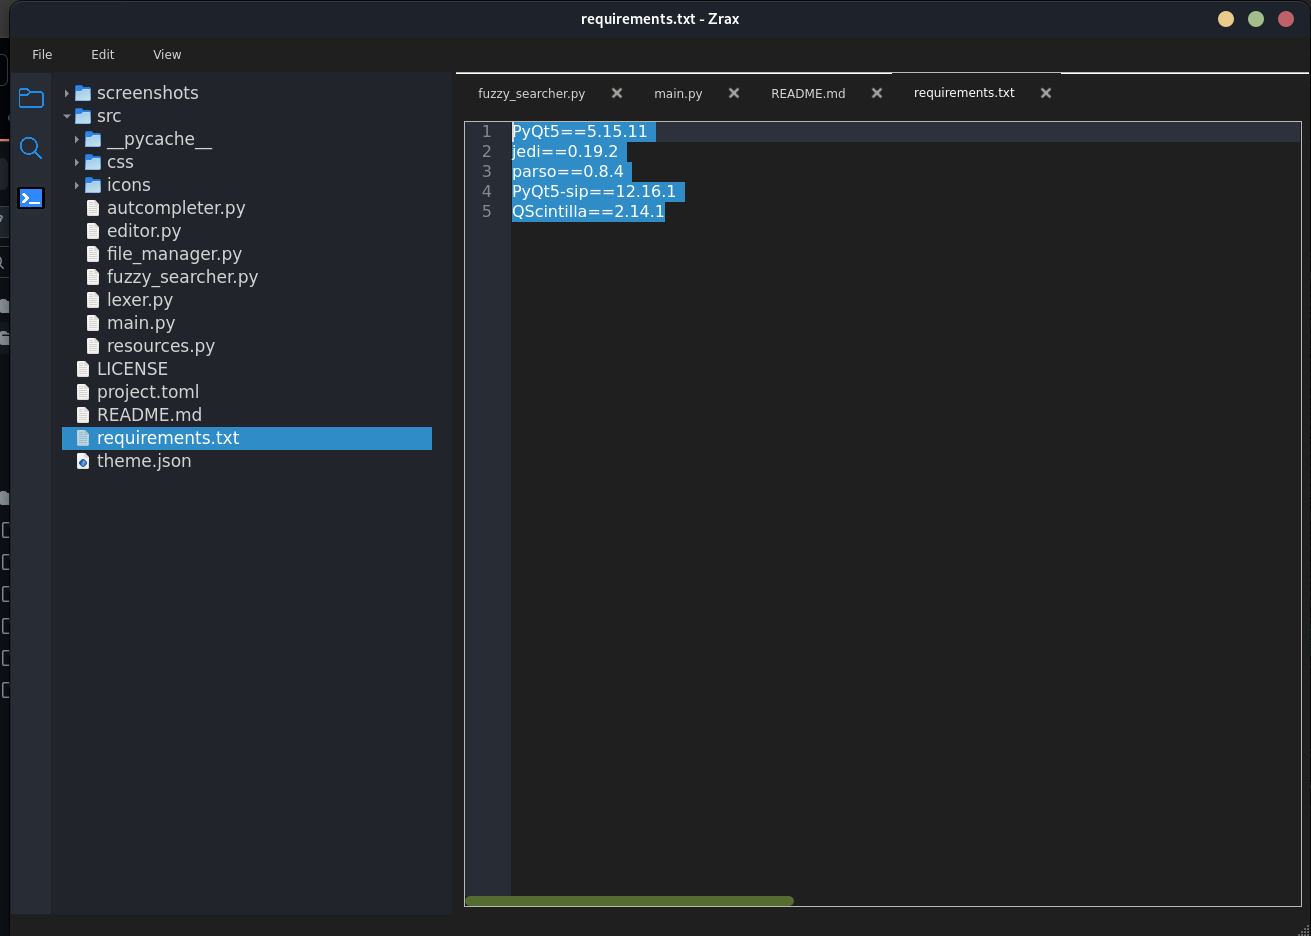 requirements.txt - Zrax
File Edit View
screenshots
src
__pycache__
css
icons
autcompleter.py
editor.py
file_manager.py
fuzzy_searcher.py
lexer.py
main.py
resources.py
LICENSE
project.toml
README.md
requirements.txt
theme.json
fuzzy_searcher.py main.py README.md requirements.txt
1 PyQt5==5.15.11
2 jedi==0.19.2
3 parso==0.8.4
4 PyQt5-sip==12.16.1
5 QScintilla==2.14.1